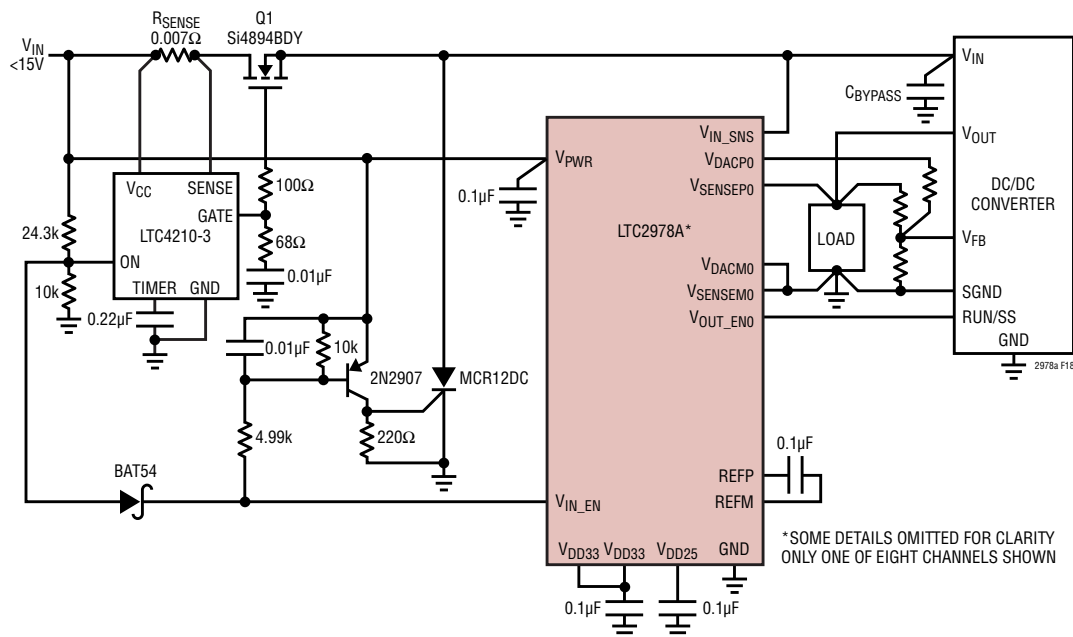 RSENSE
0.007Ω
Q1
Si4894BDY
VIN
<15V
VIN
CBYPASS
VOUT
DC/DC
CONVERTER
VFB
SGND
RUN/SS
GND
2978a F18
VIN_SNS
VPWR
VDACP0
VSENSEP0
0.1µF
LTC2978A*
LOAD
VDACM0
VSENSEM0
VOUT_EN0
VCC
SENSE
100Ω
GATE
24.3k
LTC4210-3
68Ω
ON
0.01µF
10k
TIMER
GND
0.22µF
0.01µF
10k
2N2907
MCR12DC
4.99k
220Ω
0.1µF
BAT54
REFP
VIN_EN
REFM
*SOME DETAILS OMITTED FOR CLARITY
ONLY ONE OF EIGHT CHANNELS SHOWN
VDD33
VDD33
VDD25
GND
0.1µF
0.1µF